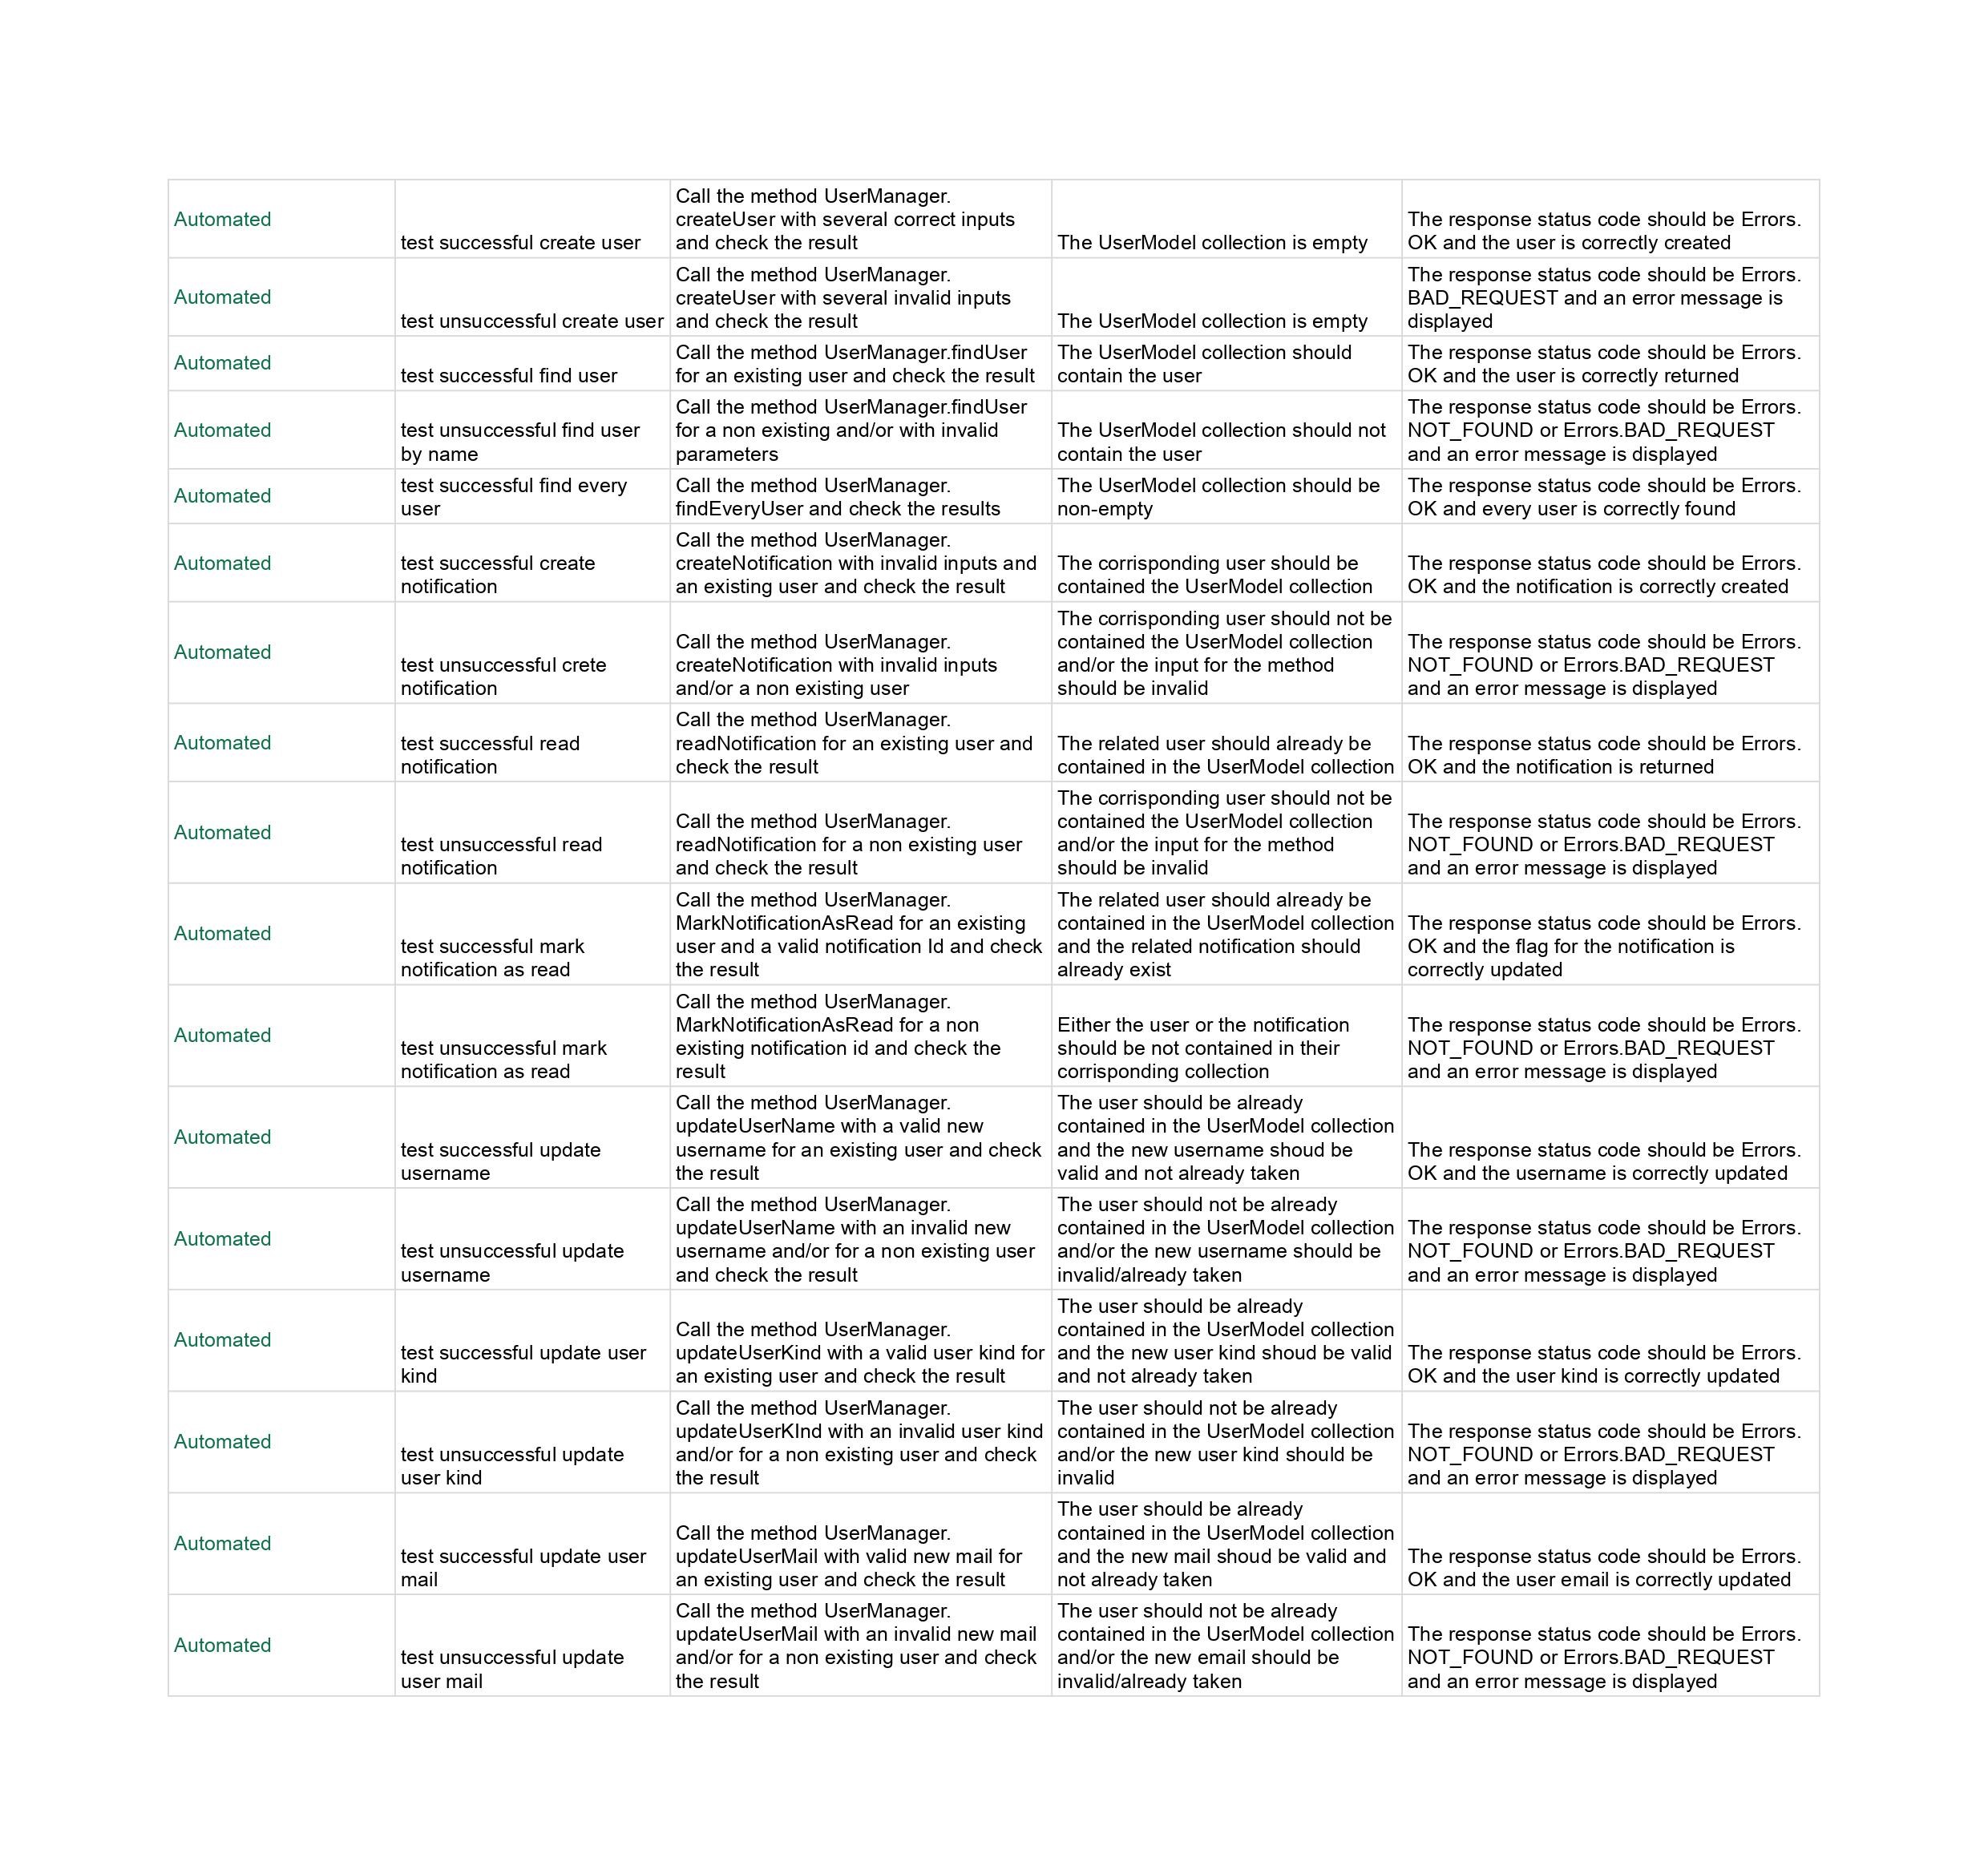 Automated
test successful create user
Call the method UserManager.
createUser with several correct inputs
and check the result
The UserModel collection is empty
The response status code should be Errors.
OK and the user is correctly created
Automated
test unsuccessful create user
Call the method UserManager.
createUser with several invalid inputs
and check the result
The UserModel collection is empty
The response status code should be Errors.
BAD_REQUEST and an error message is
displayed
Automated
test successful find user
Call the method UserManager.findUser
for an existing user and check the result
The UserModel collection should
contain the user
The response status code should be Errors.
OK and the user is correctly returned
Automated
test unsuccessful find user
by name
Call the method UserManager.findUser
for a non existing and/or with invalid
parameters
The UserModel collection should not
contain the user
The response status code should be Errors.
NOT_FOUND or Errors.BAD_REQUEST
and an error message is displayed
Automated
test successful find every
user
Call the method UserManager.
findEveryUser and check the results
The UserModel collection should be
non-empty
The response status code should be Errors.
OK and every user is correctly found
Automated
test successful create
notification
Call the method UserManager.
createNotification with invalid inputs and
an existing user and check the result
The corrisponding user should be
contained the UserModel collection
The response status code should be Errors.
OK and the notification is correctly created
Automated
test unsuccessful crete
notification
Call the method UserManager.
createNotification with invalid inputs
and/or a non existing user
The corrisponding user should not be
contained the UserModel collection
and/or the input for the method
should be invalid
The response status code should be Errors.
NOT_FOUND or Errors.BAD_REQUEST
and an error message is displayed
Automated
test successful read
notification
Call the method UserManager.
readNotification for an existing user and
check the result
The related user should already be
contained in the UserModel collection
The response status code should be Errors.
OK and the notification is returned
Automated
test unsuccessful read
notification
Call the method UserManager.
readNotification for a non existing user
and check the result
The corrisponding user should not be
contained the UserModel collection
and/or the input for the method
should be invalid
The response status code should be Errors.
NOT_FOUND or Errors.BAD_REQUEST
and an error message is displayed
Automated
test successful mark
notification as read
Call the method UserManager.
MarkNotificationAsRead for an existing
user and a valid notification Id and check
the result
The related user should already be
contained in the UserModel collection
and the related notification should
already exist
The response status code should be Errors.
OK and the flag for the notification is
correctly updated
Automated
test unsuccessful mark
notification as read
Call the method UserManager.
MarkNotificationAsRead for a non
existing notification id and check the
result
Either the user or the notification
should be not contained in their
corrisponding collection
The response status code should be Errors.
NOT_FOUND or Errors.BAD_REQUEST
and an error message is displayed
Automated
test successful update
username
Call the method UserManager.
updateUserName with a valid new
username for an existing user and check
the result
The user should be already
contained in the UserModel collection
and the new username shoud be
valid and not already taken
The response status code should be Errors.
OK and the username is correctly updated
Automated
test unsuccessful update
username
Call the method UserManager.
updateUserName with an invalid new
username and/or for a non existing user
and check the result
The user should not be already
contained in the UserModel collection
and/or the new username should be
invalid/already taken
The response status code should be Errors.
NOT_FOUND or Errors.BAD_REQUEST
and an error message is displayed
Automated
test successful update user
kind
Call the method UserManager.
updateUserKind with a valid user kind for
an existing user and check the result
The user should be already
contained in the UserModel collection
and the new user kind shoud be valid
and not already taken
The response status code should be Errors.
OK and the user kind is correctly updated
Automated
test unsuccessful update
user kind
Call the method UserManager.
updateUserKInd with an invalid user kind
and/or for a non existing user and check
the result
The user should not be already
contained in the UserModel collection
and/or the new user kind should be
invalid
The response status code should be Errors.
NOT_FOUND or Errors.BAD_REQUEST
and an error message is displayed
Automated
test successful update user
mail
Call the method UserManager.
updateUserMail with valid new mail for
an existing user and check the result
The user should be already
contained in the UserModel collection
and the new mail shoud be valid and
not already taken
The response status code should be Errors.
OK and the user email is correctly updated
Automated
test unsuccessful update
user mail
Call the method UserManager.
updateUserMail with an invalid new mail
and/or for a non existing user and check
the result
The user should not be already
contained in the UserModel collection
and/or the new email should be
invalid/already taken
The response status code should be Errors.
NOT_FOUND or Errors.BAD_REQUEST
and an error message is displayed